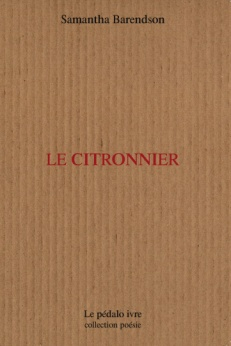 Samantha Barendson
LE CITRONNIER
Le pédalo ivre
collection poésie